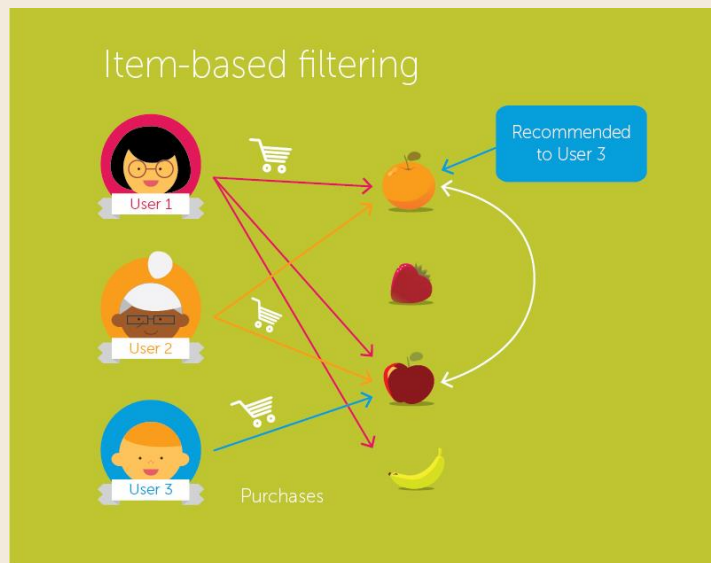 Item-based filtering
Recommended
to User 3
User 1
User 2
User 3
Purchases